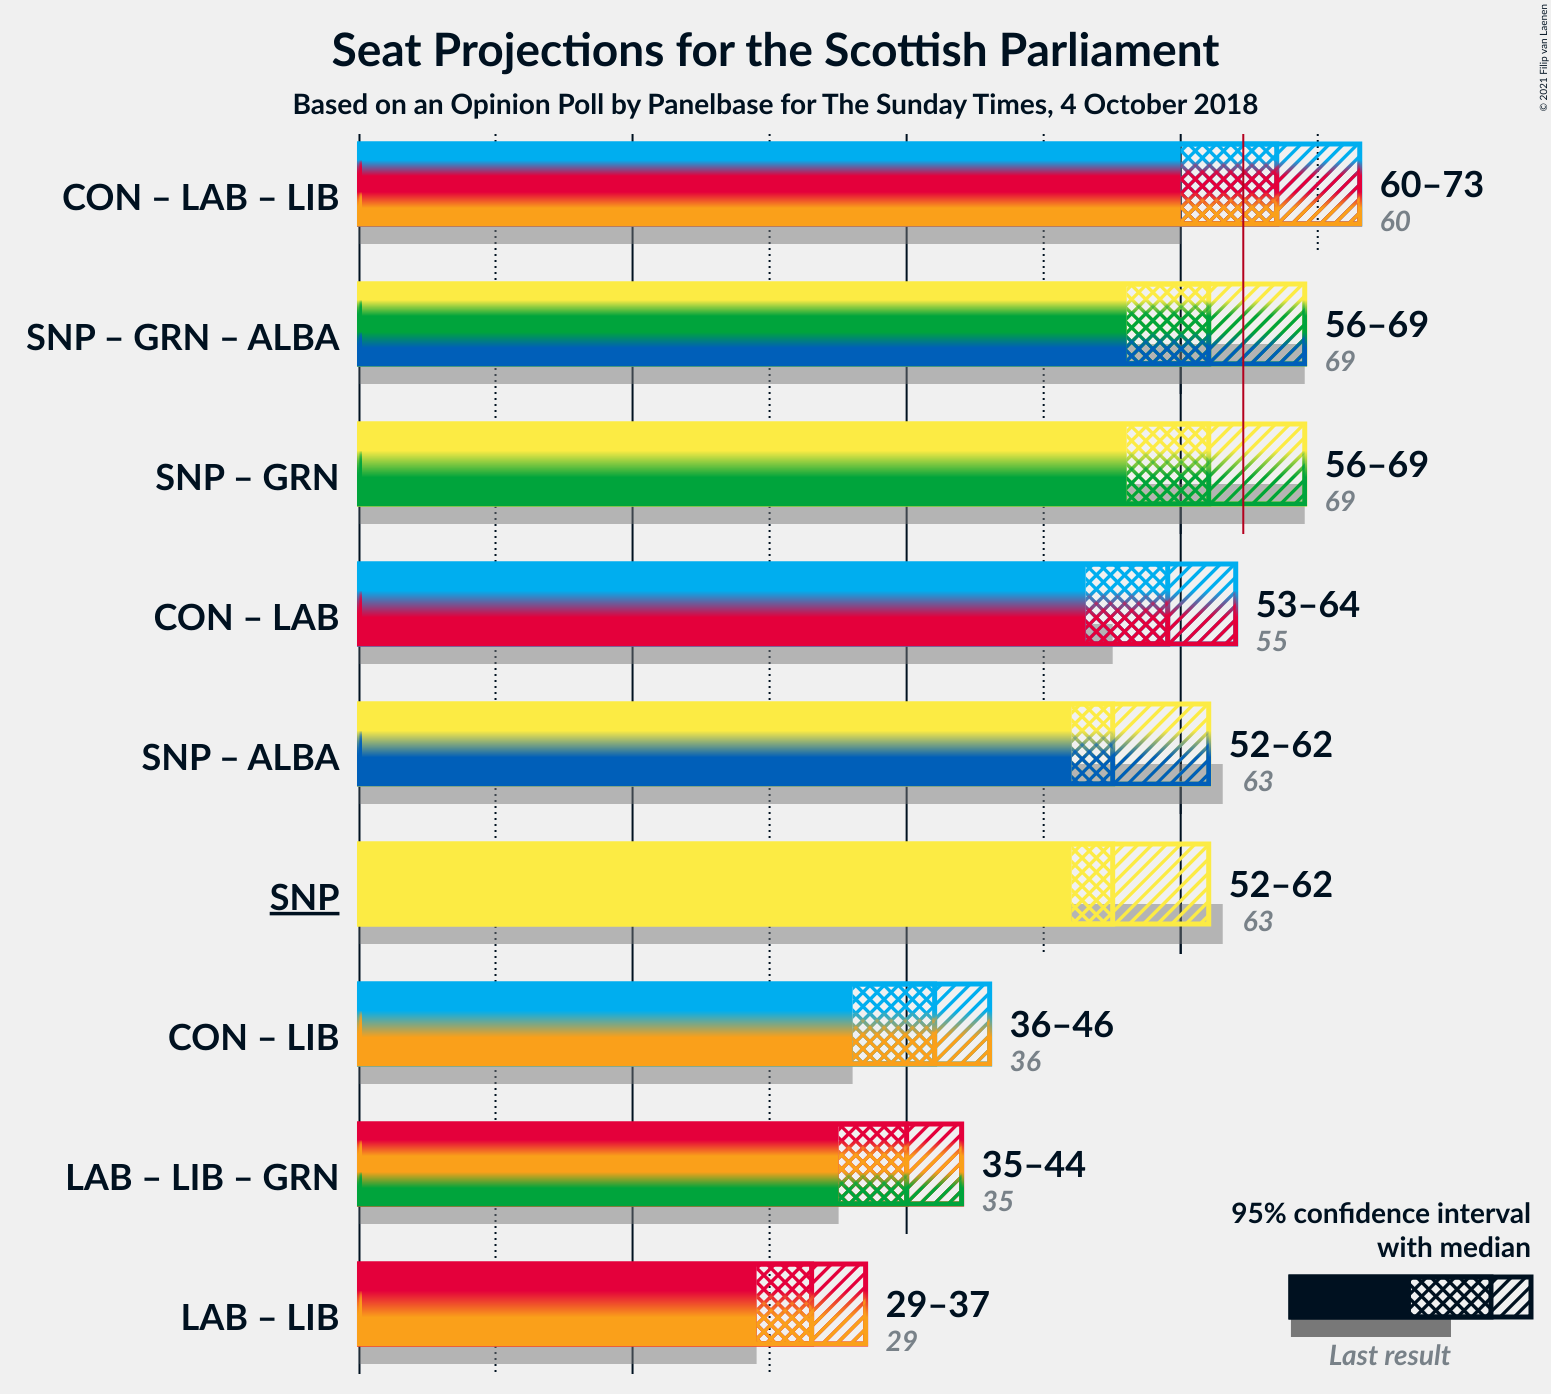 Seat Projections for the Scottish Parliament
Based on an Opinion Poll by Panelbase for The Sunday Times, 4 October 2018
© 2021 Filip van Laenen
CON – LAB – LIB
60–73
60
SNP – GRN – ALBA
56–69
69
SNP – GRN
56–69
69
CON – LAB
53–64
55
SNP – ALBA
52–62
63
SNP
52–62
63
CON – LIB
36–46
36
LAB – LIB – GRN
35–44
35
LAB – LIB
29–37
29
95% confidence interval
with median
Last result